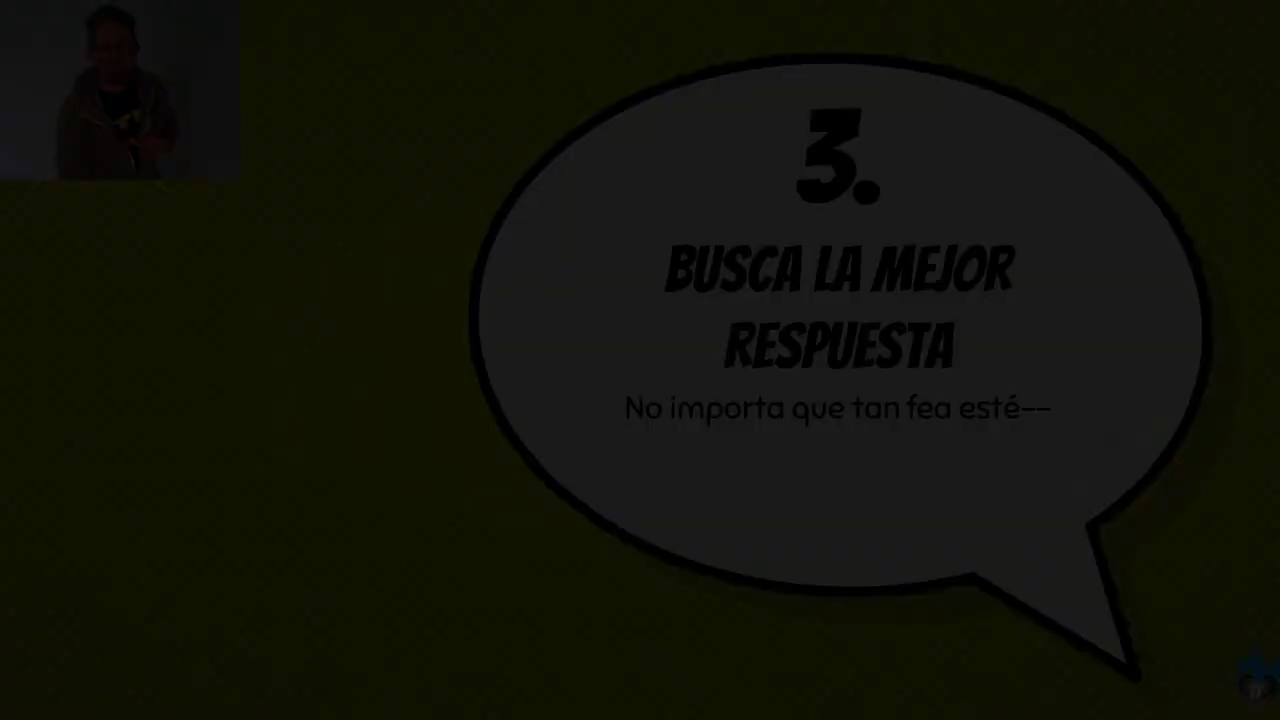 3.
BUSCA LA MEJOR
RESPUESTA
No importa que tan fea esté--